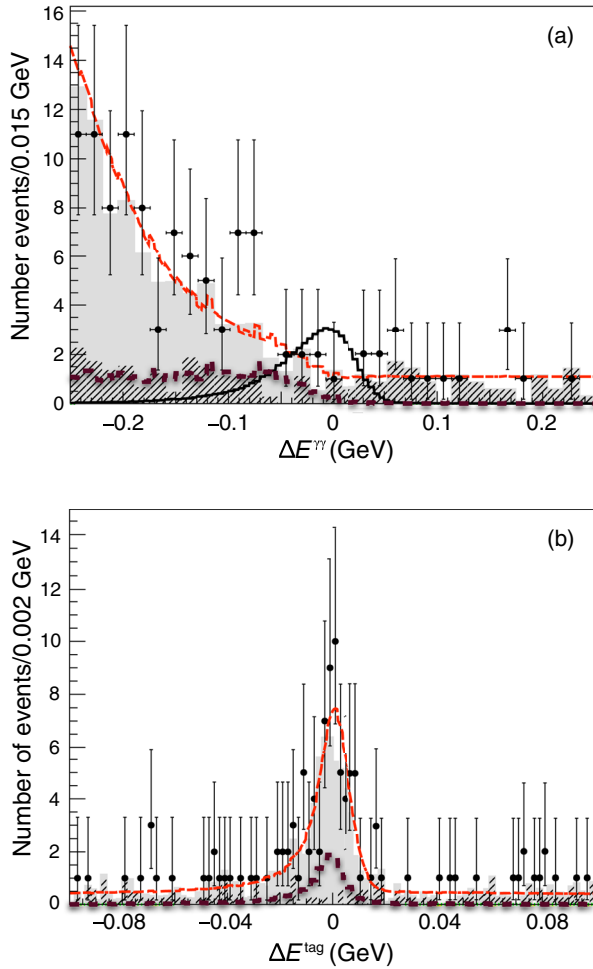 16
14
12
10
8
6
4
2
0
Number events/0.015 GeV
(a)
−0.2 −0.1 0 0.1 0.2
ΔE^γγ (GeV)
14
12
10
8
6
4
2
0
Number of events/0.002 GeV
(b)
−0.08 −0.04 0 0.04 0.08
ΔE^tag (GeV)